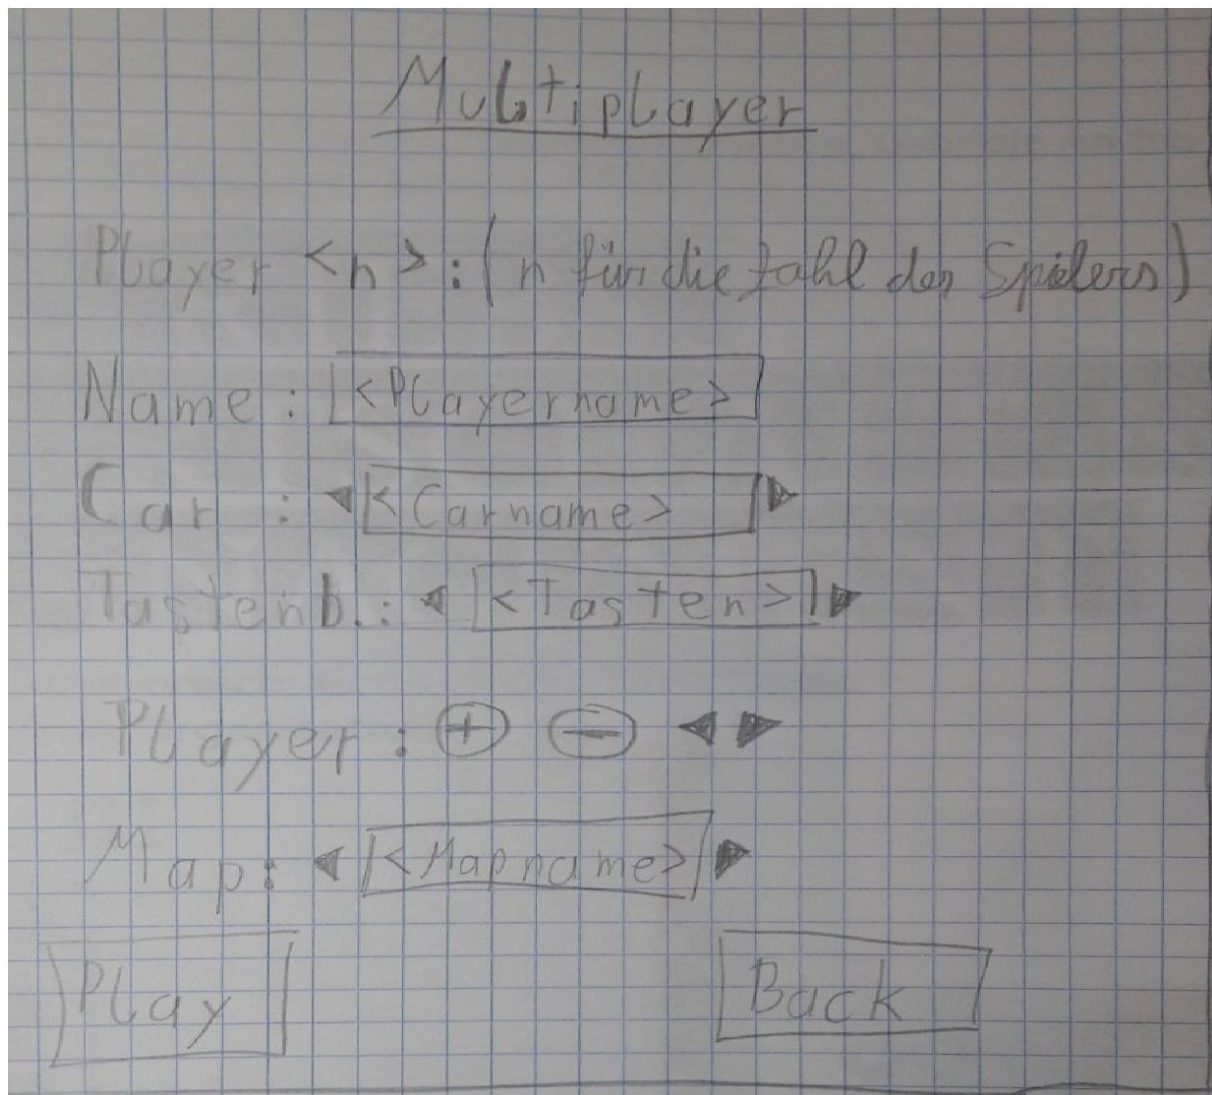 Multiplayer
Player <n>: (n für die Zahl des Spielers)
Name: <Playername>
Car : ◀ <Carname> ▶
Tastenb.: ◀ <Tasten> ▶
Player: + - ◀ ▶
Map: ◀ <Mapname> ▶
Play Back